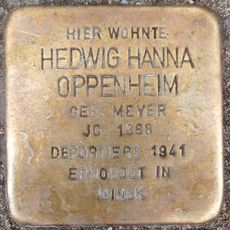 HIER WOHNTE
HEDWIG HANNA
OPPENHEIM
GEB. MEYER
JG. 1898
DEPORTIERT 1941
ERMORDET IN
MINSK